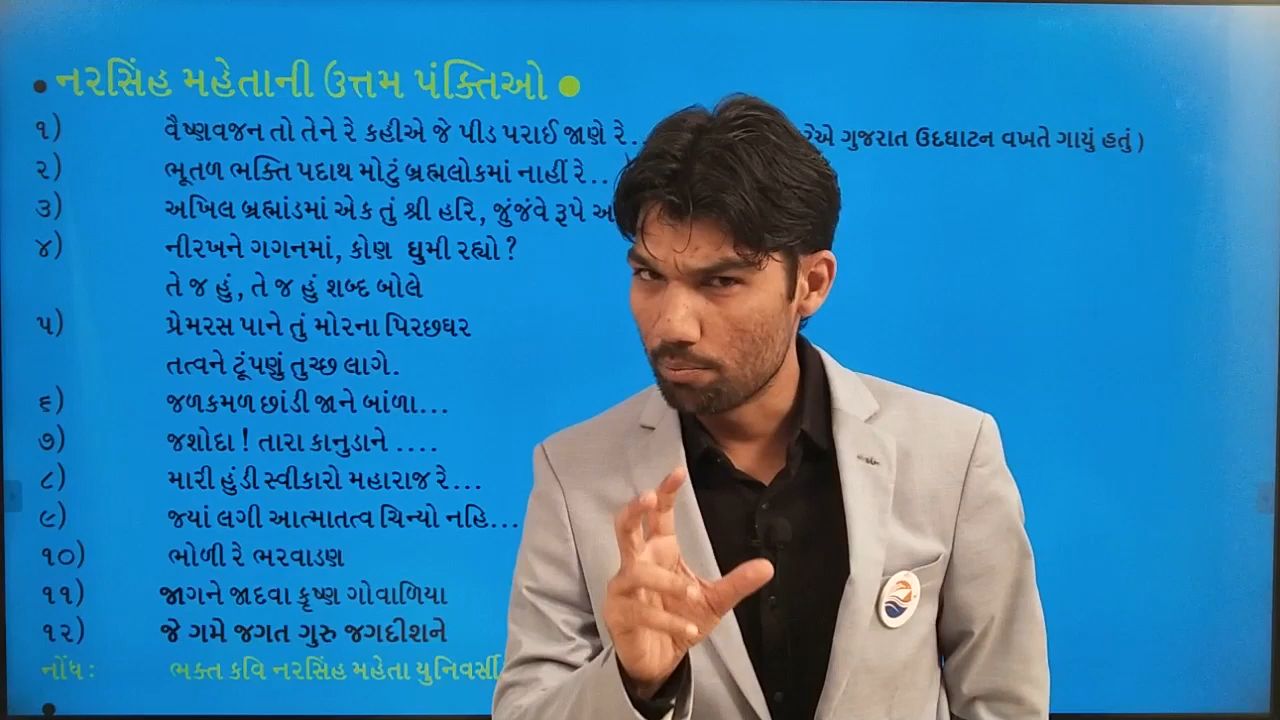 • નરસિંહ મહેતાની ઉત્તમ પંક્તિઓ •
૧) વૈષ્ણવજન તો તેને રે કહીએ જે પીડ પરાઈ જાણે રે.. ગુજરાત ઉદઘાટન વખતે ગાયું હતું )
૨) ભૂતળ ભક્તિ પદાથ મોટું બ્રહ્મલોકમાં નાહીં રે..
૩) અખિલ બ્રહ્માંડમાં એક તું શ્રી હરિ, જુંજંવે રૂપે
૪) નીરખને ગગનમાં, કોણ ઘુમી રહ્યો ?
તે જ હું, તે જ હું શબ્દ બોલે
૫) પ્રેમરસ પાને તું મોરના પિરછઘર
તત્વને ટૂંપણું તુચ્છ લાગે.
૬) જળકમળ છાંડી જાને બાંળા...
૭) જશોદા ! તારા કાનુડાને ....
૮) મારી હુંડી સ્વીકારો મહારાજ રે...
૯) જયાં લગી આત્માતત્વ ચિન્યો નહિ...
૧૦) ભોળી રે ભરવાડણ
૧૧) જાગને જાદવા કૃષ્ણ ગોવાળિયા
૧૨) જે ગમે જગત ગુરુ જગદીશને
નોંધ : ભક્ત કવિ નરસિંહ મહેતા